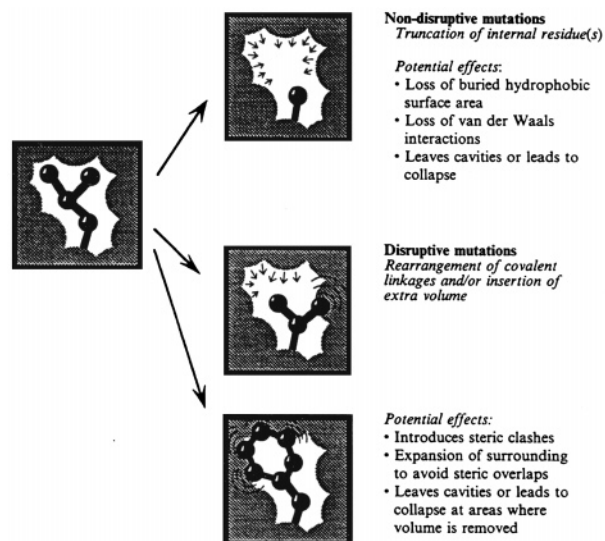 Non-disruptive mutations
Truncation of internal residue(s)
Potential effects:
• Loss of buried hydrophobic
surface area
• Loss of van der Waals
interactions
• Leaves cavities or leads to
collapse
Disruptive mutations
Rearrangement of covalent
linkages and/or insertion of
extra volume
Potential effects:
• Introduces steric clashes
• Expansion of surrounding
to avoid steric overlaps
• Leaves cavities or leads to
collapse at areas where
volume is removed